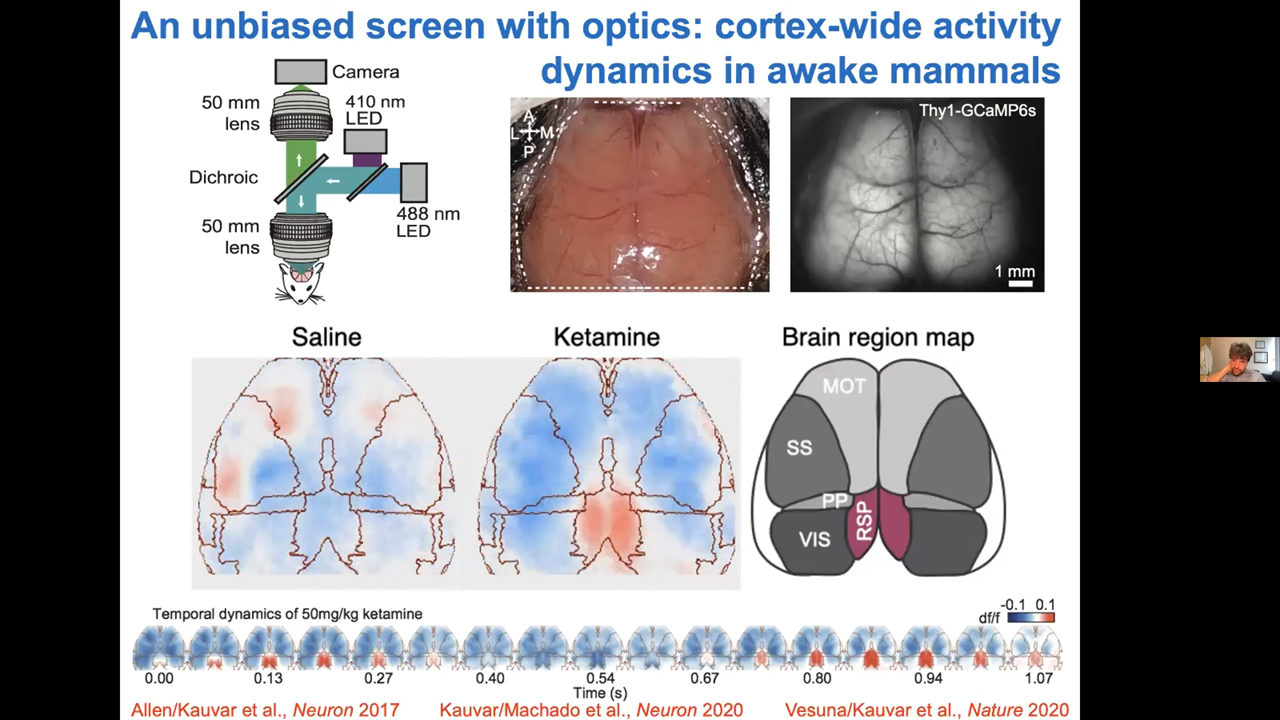 An unbiased screen with optics: cortex-wide activity
dynamics in awake mammals
Camera
50 mm
lens
410 nm
LED
Dichroic
488 nm
LED
50 mm
lens
A
L M
P
Thy1-GCaMP6s
1 mm
Saline
Ketamine
Brain region map
MOT
SS
PP
RSP
VIS
Temporal dynamics of 50mg/kg ketamine
-0.1 0.1
df/f
0.00 0.13 0.27 0.40 0.54 0.67 0.80 0.94 1.07
Time (s)
Allen/Kauvar et al., Neuron 2017
Kauvar/Machado et al., Neuron 2020
Vesuna/Kauvar et al., Nature 2020